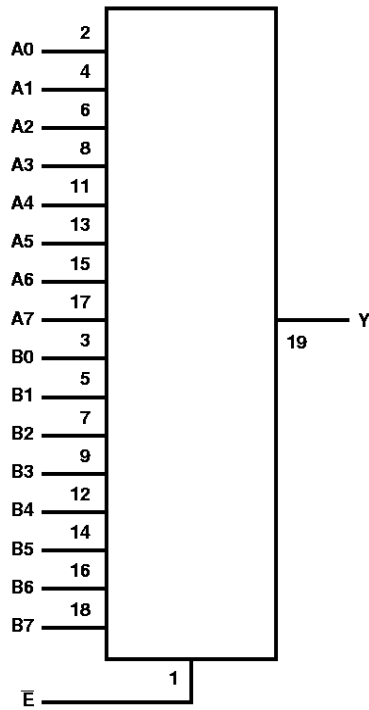 A0 2
A1 4
A2 6
A3 8
A4 11
A5 13
A6 15
A7 17
Y 19
B0 3
B1 5
B2 7
B3 9
B4 12
B5 14
B6 16
B7 18
E̅ 1